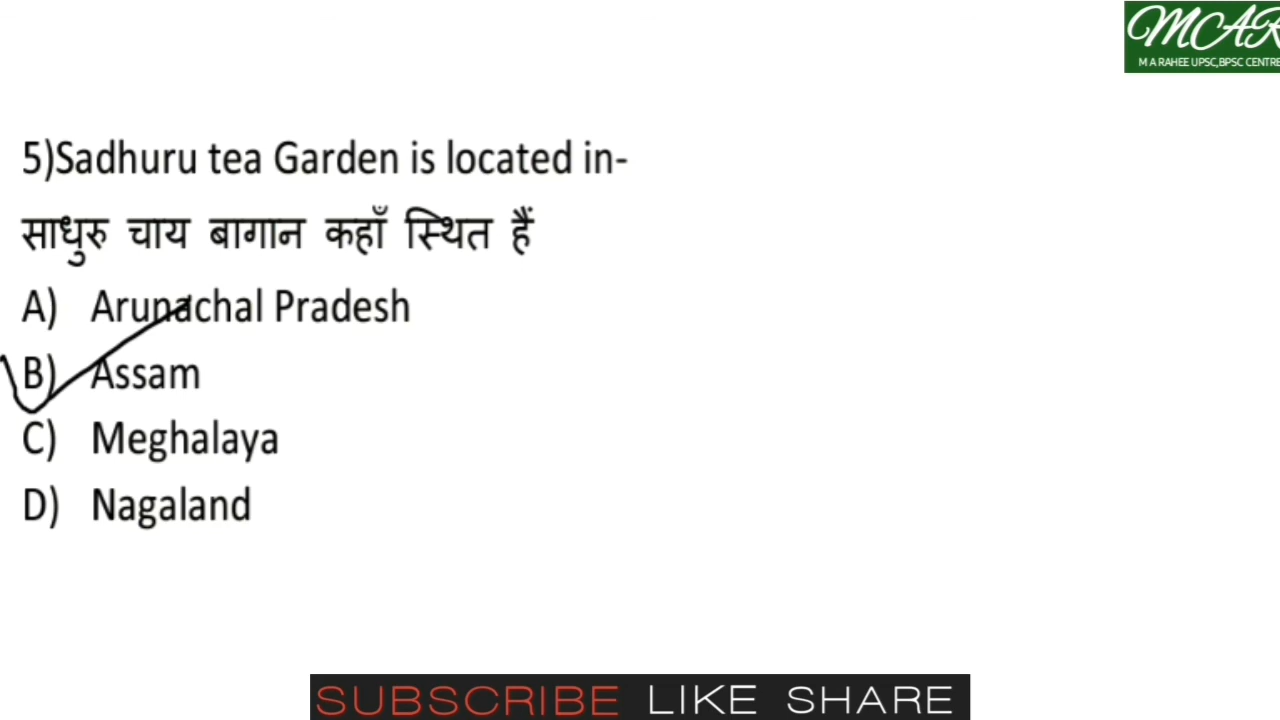 MCAR
M A RAHEE UPSC,BPSC CENTRE
5)Sadhuru tea Garden is located in-
साधुरु चाय बागान कहाँ स्थित हैं
A) Arunachal Pradesh
B) Assam
C) Meghalaya
D) Nagaland
SUBSCRIBE LIKE SHARE